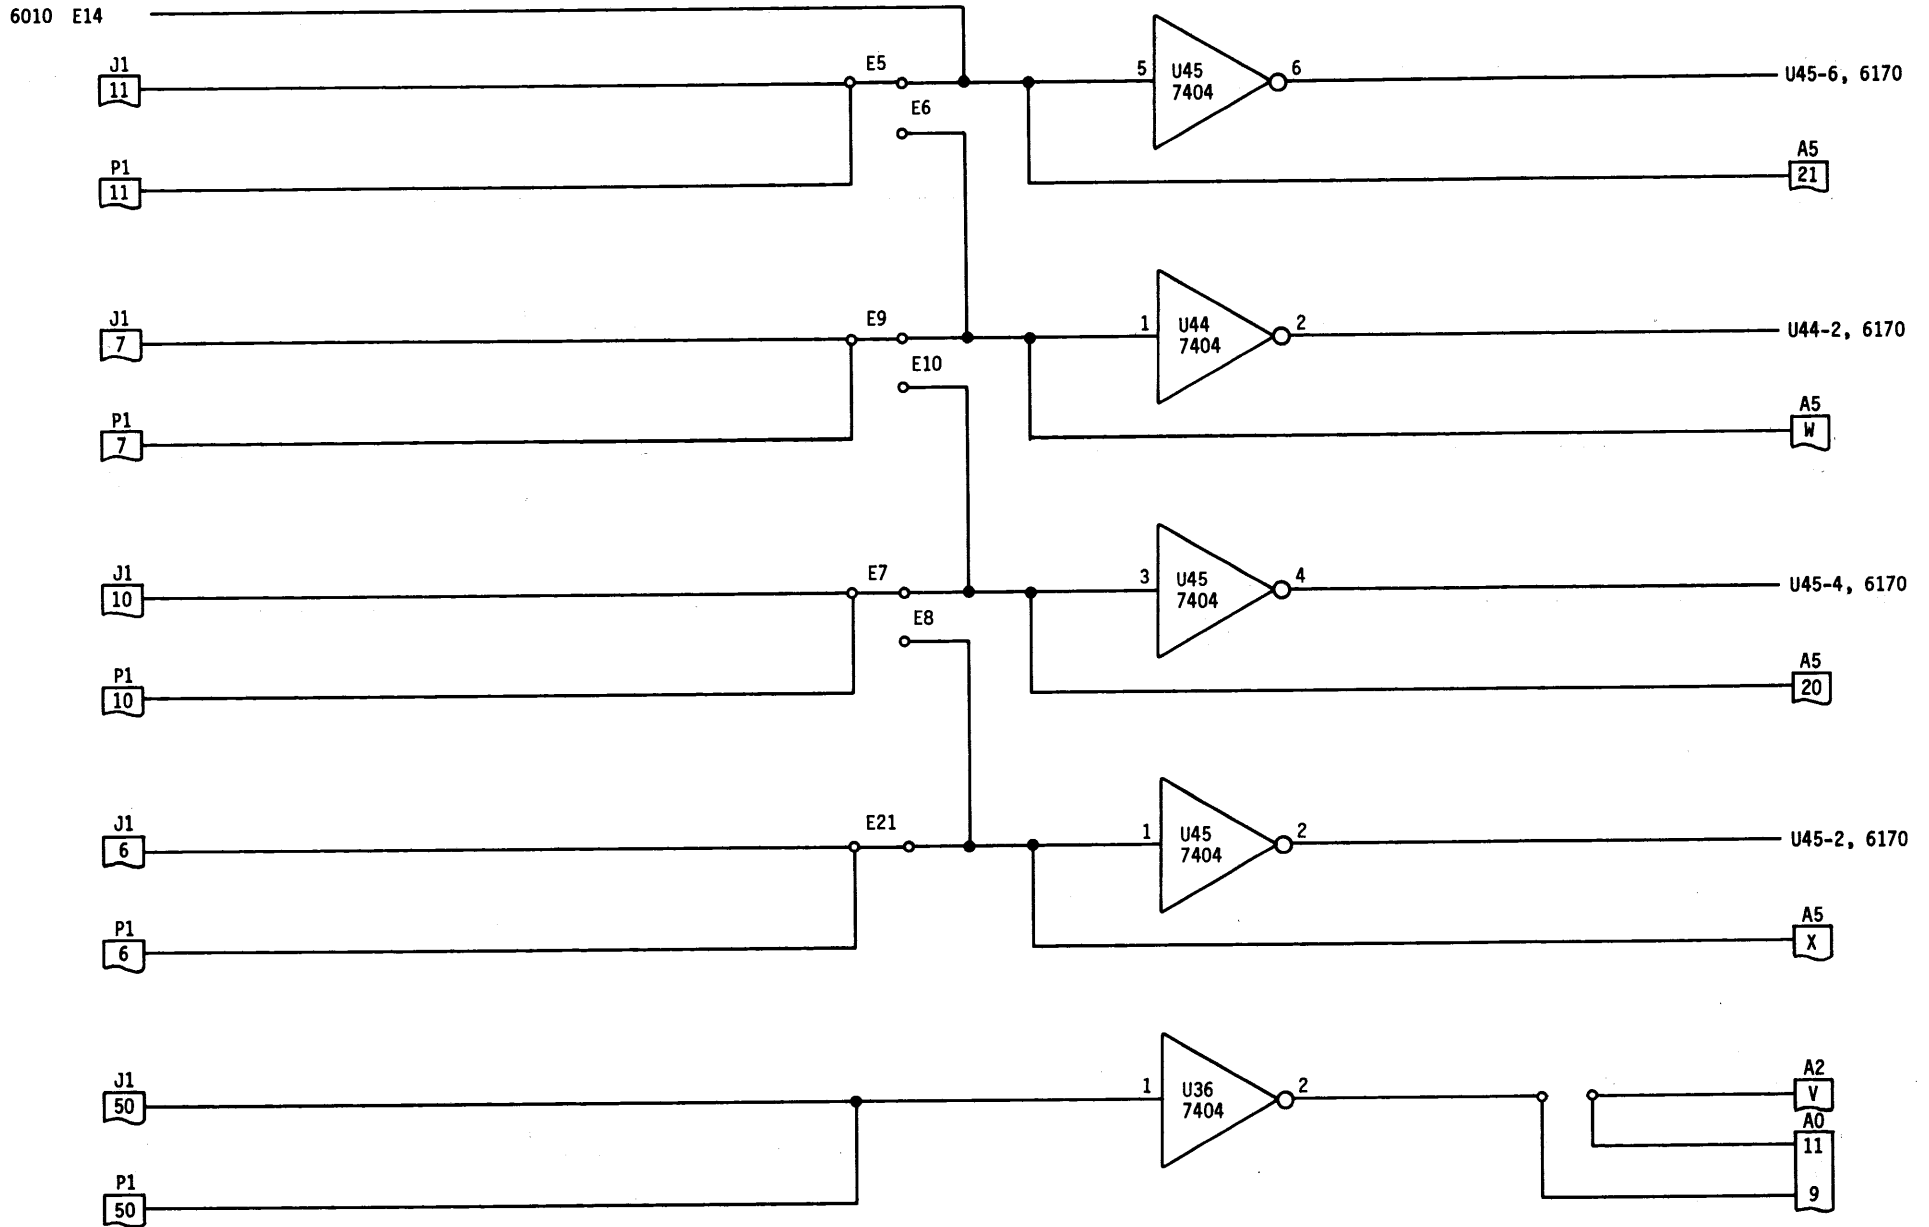 6010 E14
J1
11
E5
5
U45
7404
6
U45-6, 6170
E6
P1
11
A5
21
J1
7
E9
1
U44
7404
2
U44-2, 6170
E10
P1
7
A5
W
J1
10
E7
3
U45
7404
4
U45-4, 6170
E8
P1
10
A5
20
J1
6
E21
1
U45
7404
2
U45-2, 6170
P1
6
A5
X
J1
50
1
U36
7404
2
A2
V
A0
11
9
P1
50